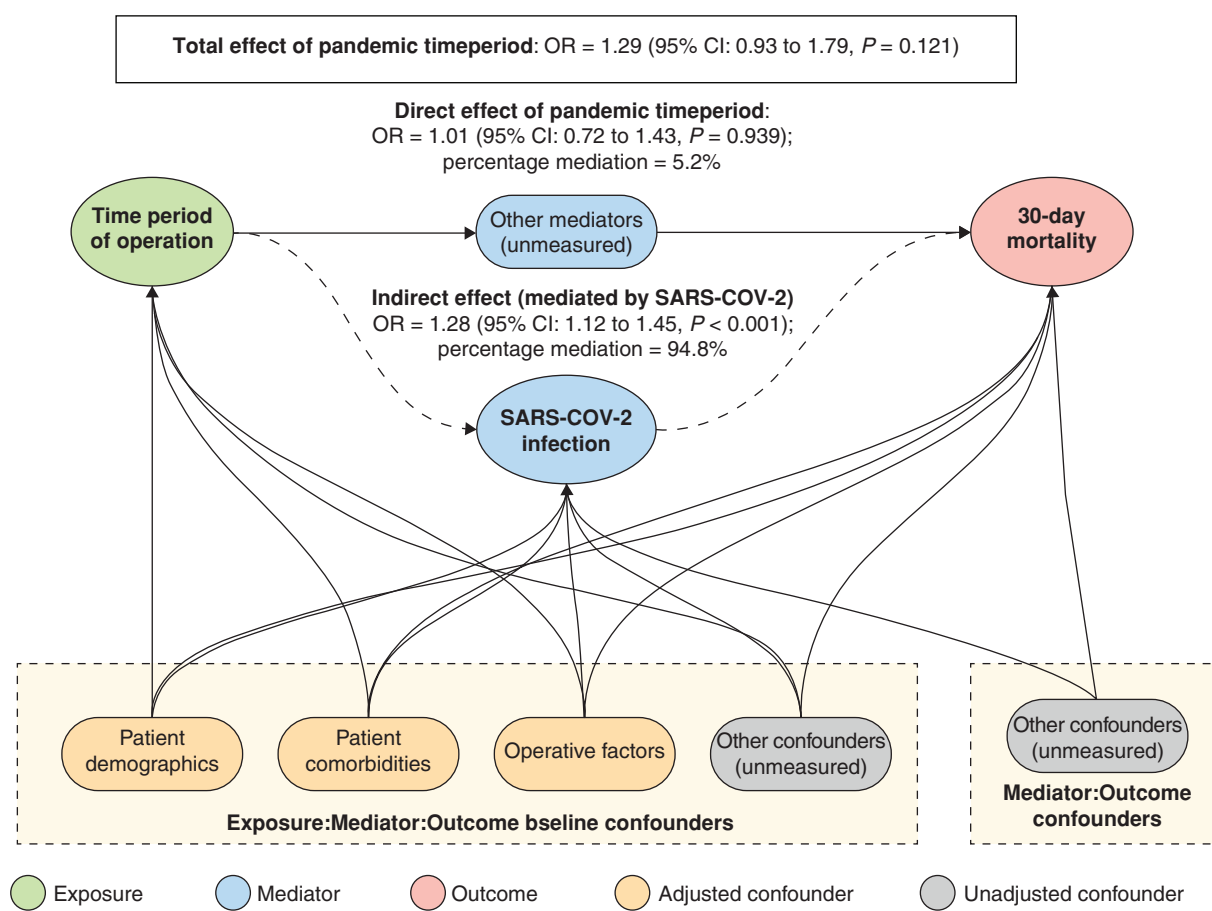 Total effect of pandemic timeperiod: OR = 1.29 (95% CI: 0.93 to 1.79, P = 0.121)
Direct effect of pandemic timeperiod:
OR = 1.01 (95% CI: 0.72 to 1.43, P = 0.939);
percentage mediation = 5.2%
Time period
of operation
Other mediators
(unmeasured)
30-day
mortality
Indirect effect (mediated by SARS-COV-2)
OR = 1.28 (95% CI: 1.12 to 1.45, P < 0.001);
percentage mediation = 94.8%
SARS-COV-2
infection
Patient
demographics
Patient
comorbidities
Operative factors
Other confounders
(unmeasured)
Exposure:Mediator:Outcome bseline confounders
Other confounders
(unmeasured)
Mediator:Outcome
confounders
Exposure
Mediator
Outcome
Adjusted confounder
Unadjusted confounder